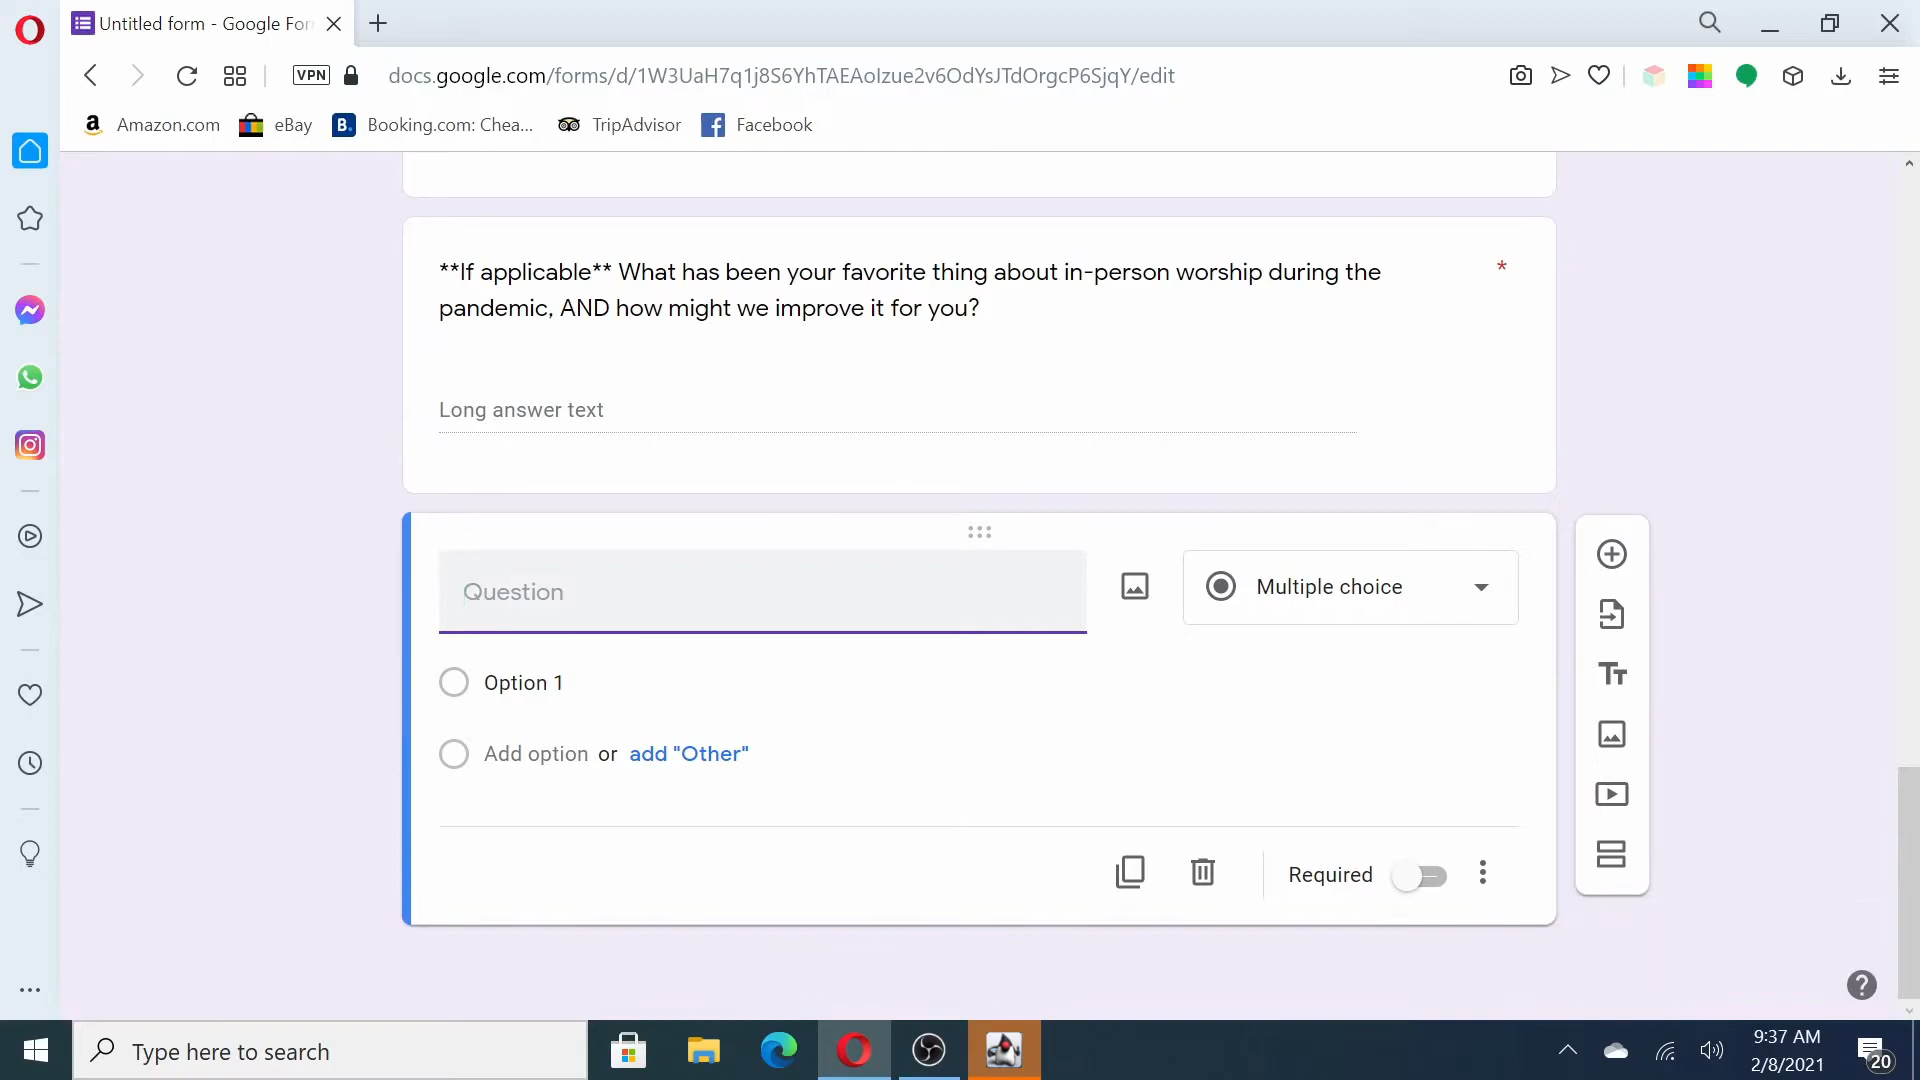 Untitled form - Google For
VPN
docs.google.com/forms/d/1W3UaH7q1j8S6YhTAEAoIzue2v6OdYsJTdOrgcP6SjqY/edit
Amazon.com
eBay
B.
Booking.com: Chea...
TripAdvisor
Facebook
**If applicable** What has been your favorite thing about in-person worship during the
pandemic, AND how might we improve it for you?
*
Long answer text
Question
Multiple choice
Option 1
Add option or add "Other"
Required
Type here to search
9:37 AM
2/8/2021
20